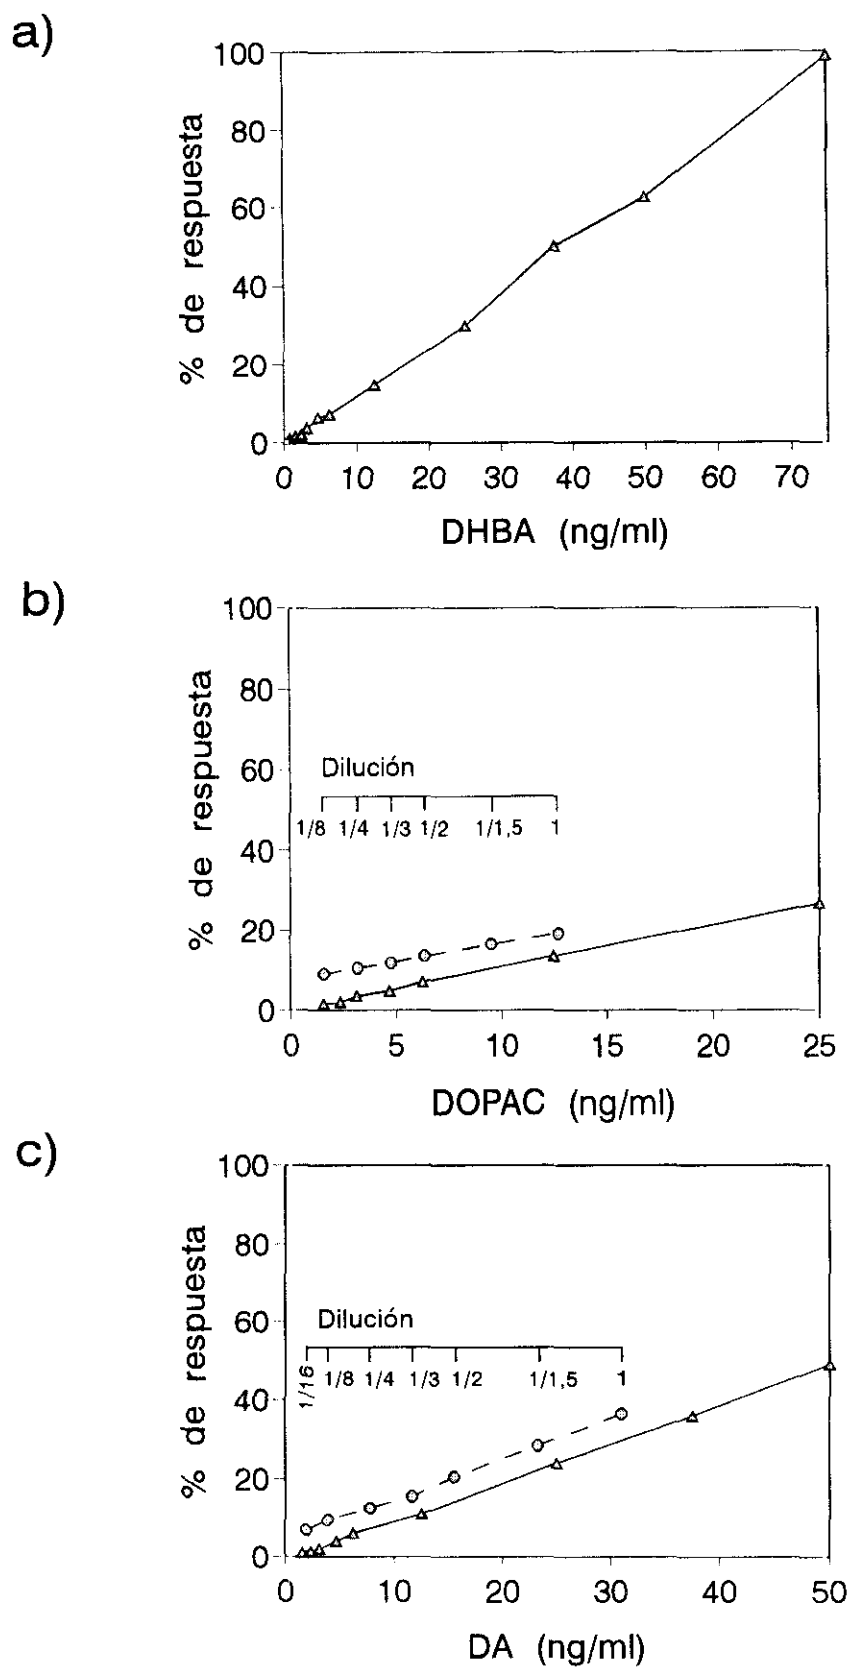 a)
% de respuesta
100
80
60
40
20
0
0 10 20 30 40 50 60 70
DHBA (ng/ml)
b)
% de respuesta
100
80
60
40
20
0
Dilución
1/8 1/4 1/3 1/2 1/1,5 1
0 5 10 15 20 25
DOPAC (ng/ml)
c)
% de respuesta
100
80
60
40
20
0
Dilución
1/16 1/8 1/4 1/3 1/2 1/1,5 1
0 10 20 30 40 50
DA (ng/ml)